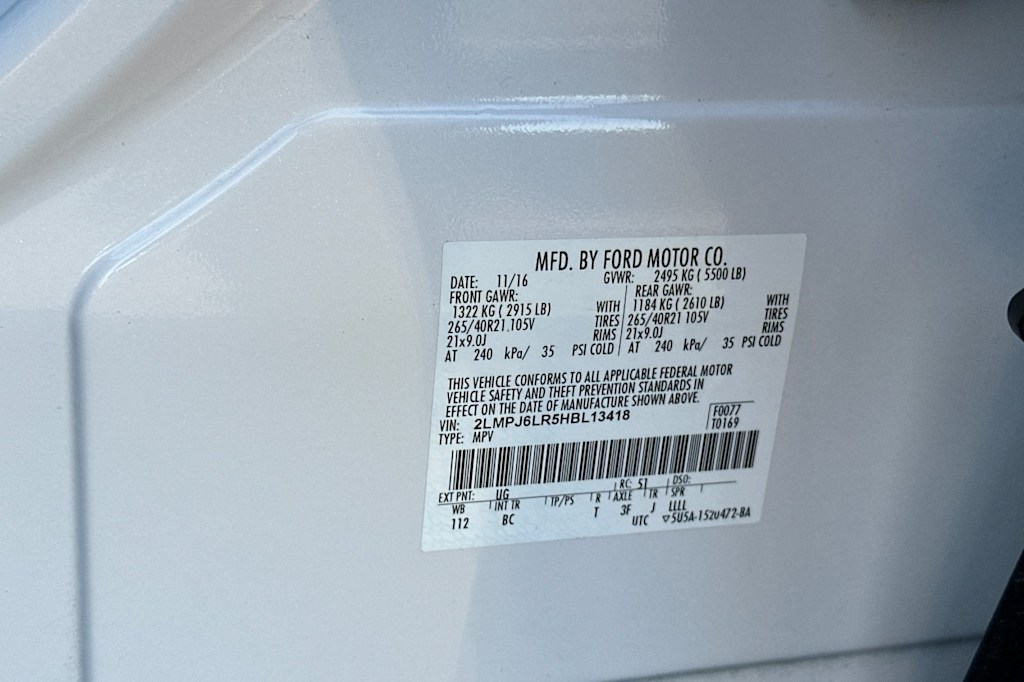 MFD. BY FORD MOTOR CO.
DATE: 11/16 GVWR: 2495 KG ( 5500 LB)
FRONT GAWR: REAR GAWR:
1322 KG ( 2915 LB) WITH 1184 KG ( 2610 LB) WITH
265/40R21 105V TIRES 265/40R21 105V TIRES
21x9.0J RIMS 21x9.0J RIMS
AT 240 kPa/ 35 PSI COLD AT 240 kPa/ 35 PSI COLD
THIS VEHICLE CONFORMS TO ALL APPLICABLE FEDERAL MOTOR
VEHICLE SAFETY AND THEFT PREVENTION STANDARDS IN
EFFECT ON THE DATE OF MANUFACTURE SHOWN ABOVE.
VIN: 2LMPJ6LR5HBL13418 F0077
TYPE: MPV T0169
EXT PNT: UG RC: 51 DSO:
WB INT TR TP/PS R AXLE TR SPR
112 BC T 3F J LLLL
UTC ▽5U5A-1520472-BA